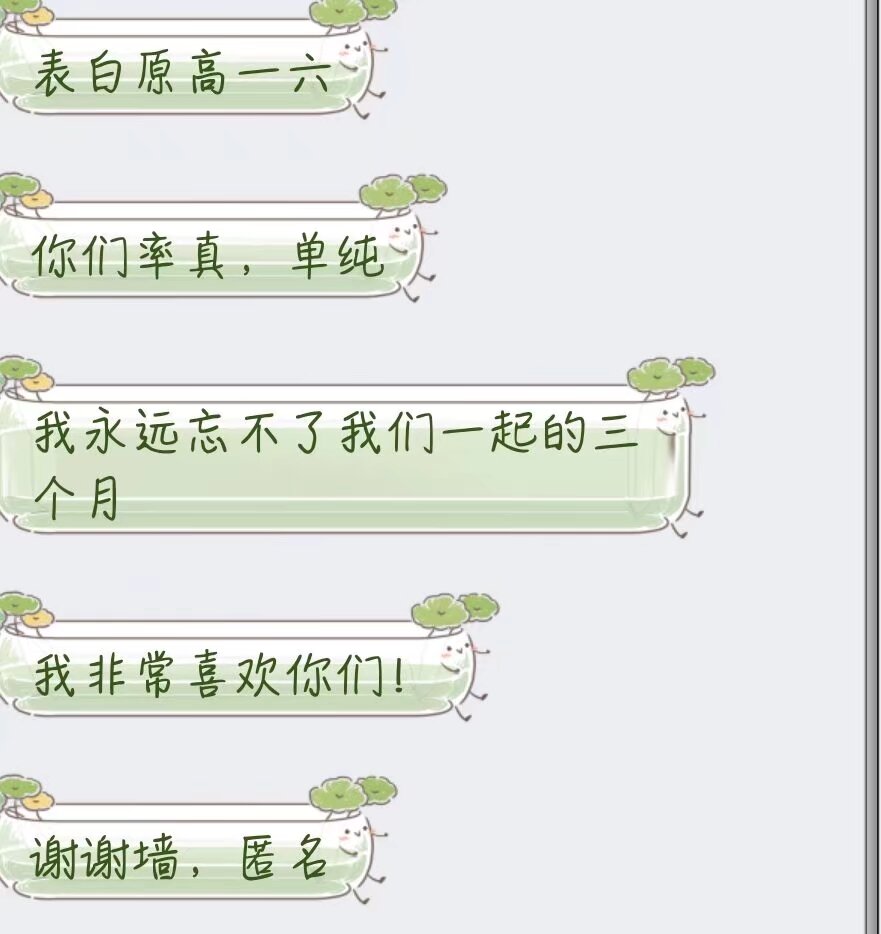 表白原高一六
你们率真，单纯
我永远忘不了我们一起的三
个月
我非常喜欢你们！
谢谢墙，匿名